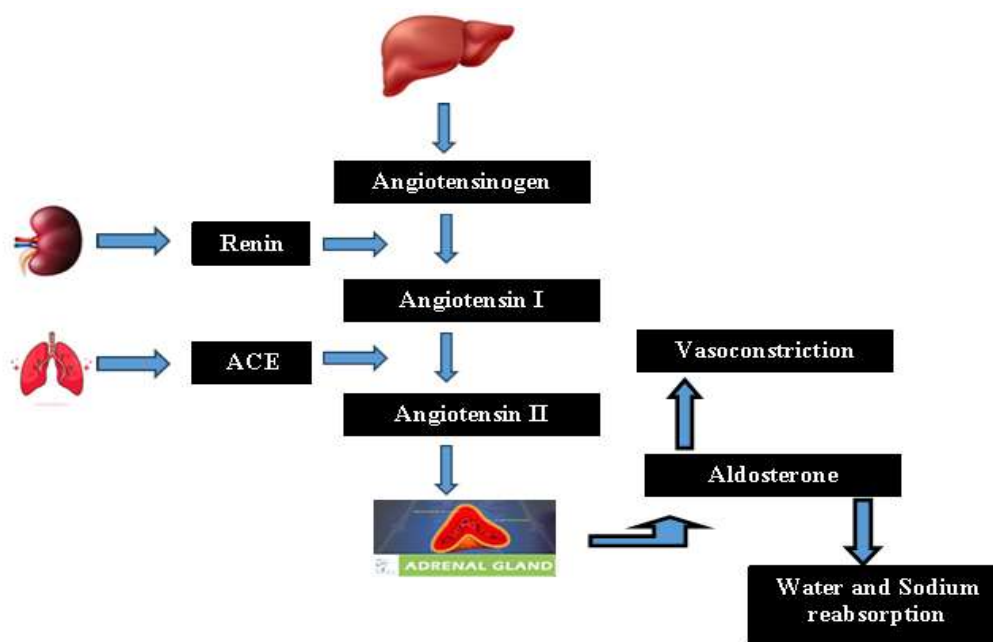 Angiotensinogen
Renin
Angiotensin I
Vasoconstriction
ACE
Angiotensin II
Aldosterone
ADRENAL GLAND
Water and Sodium
reabsorption